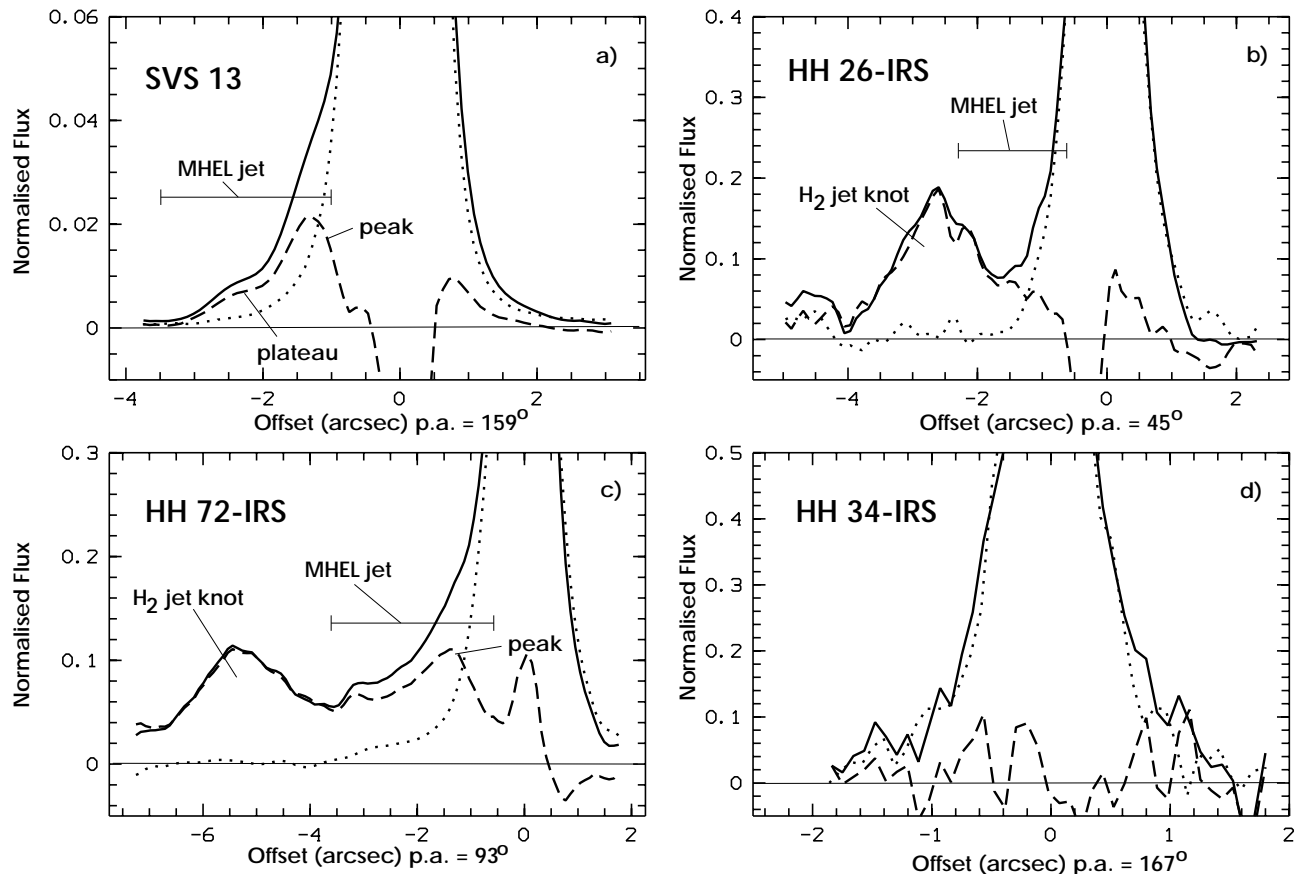 a)
SVS 13
MHEL jet
peak
plateau
Normalised Flux
0.06
0.04
0.02
0
-4 -2 0 2
Offset (arcsec) p.a. = 159°
b)
HH 26-IRS
MHEL jet
H₂ jet knot
Normalised Flux
0.4
0.3
0.2
0.1
0
-5 -4 -3 -2 -1 0 1 2
Offset (arcsec) p.a. = 45°
c)
HH 72-IRS
MHEL jet
H₂ jet knot
peak
Normalised Flux
0.3
0.2
0.1
0
-6 -4 -2 0 2
Offset (arcsec) p.a. = 93°
d)
HH 34-IRS
Normalised Flux
0.5
0.4
0.3
0.2
0.1
0
-2 -1 0 1 2
Offset (arcsec) p.a. = 167°